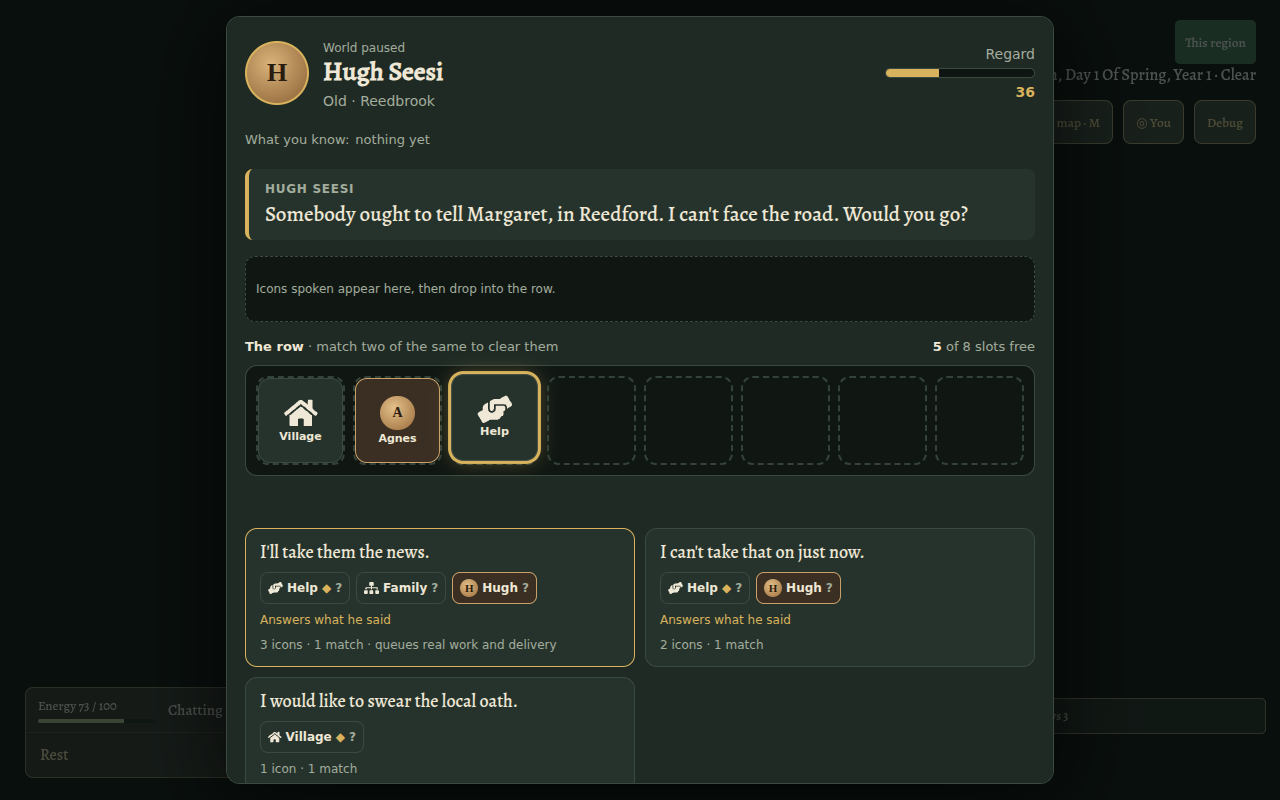 World paused
H
Hugh Seesi
Old · Reedbrook
Regard
36
This region
, Day 1 Of Spring, Year 1 · Clear
map · M
◎ You
Debug
What you know: nothing yet
HUGH SEESI
Somebody ought to tell Margaret, in Reedford. I can't face the road. Would you go?
Icons spoken appear here, then drop into the row.
The row · match two of the same to clear them
5 of 8 slots free
Village
A
Agnes
Help
I'll take them the news.
Help ◆ ?
Family ?
H Hugh ?
Answers what he said
3 icons · 1 match · queues real work and delivery
I can't take that on just now.
Help ◆ ?
H Hugh ?
Answers what he said
2 icons · 1 match
I would like to swear the local oath.
Village ◆ ?
1 icon · 1 match
Energy 73 / 100
Chatting
Rest
3